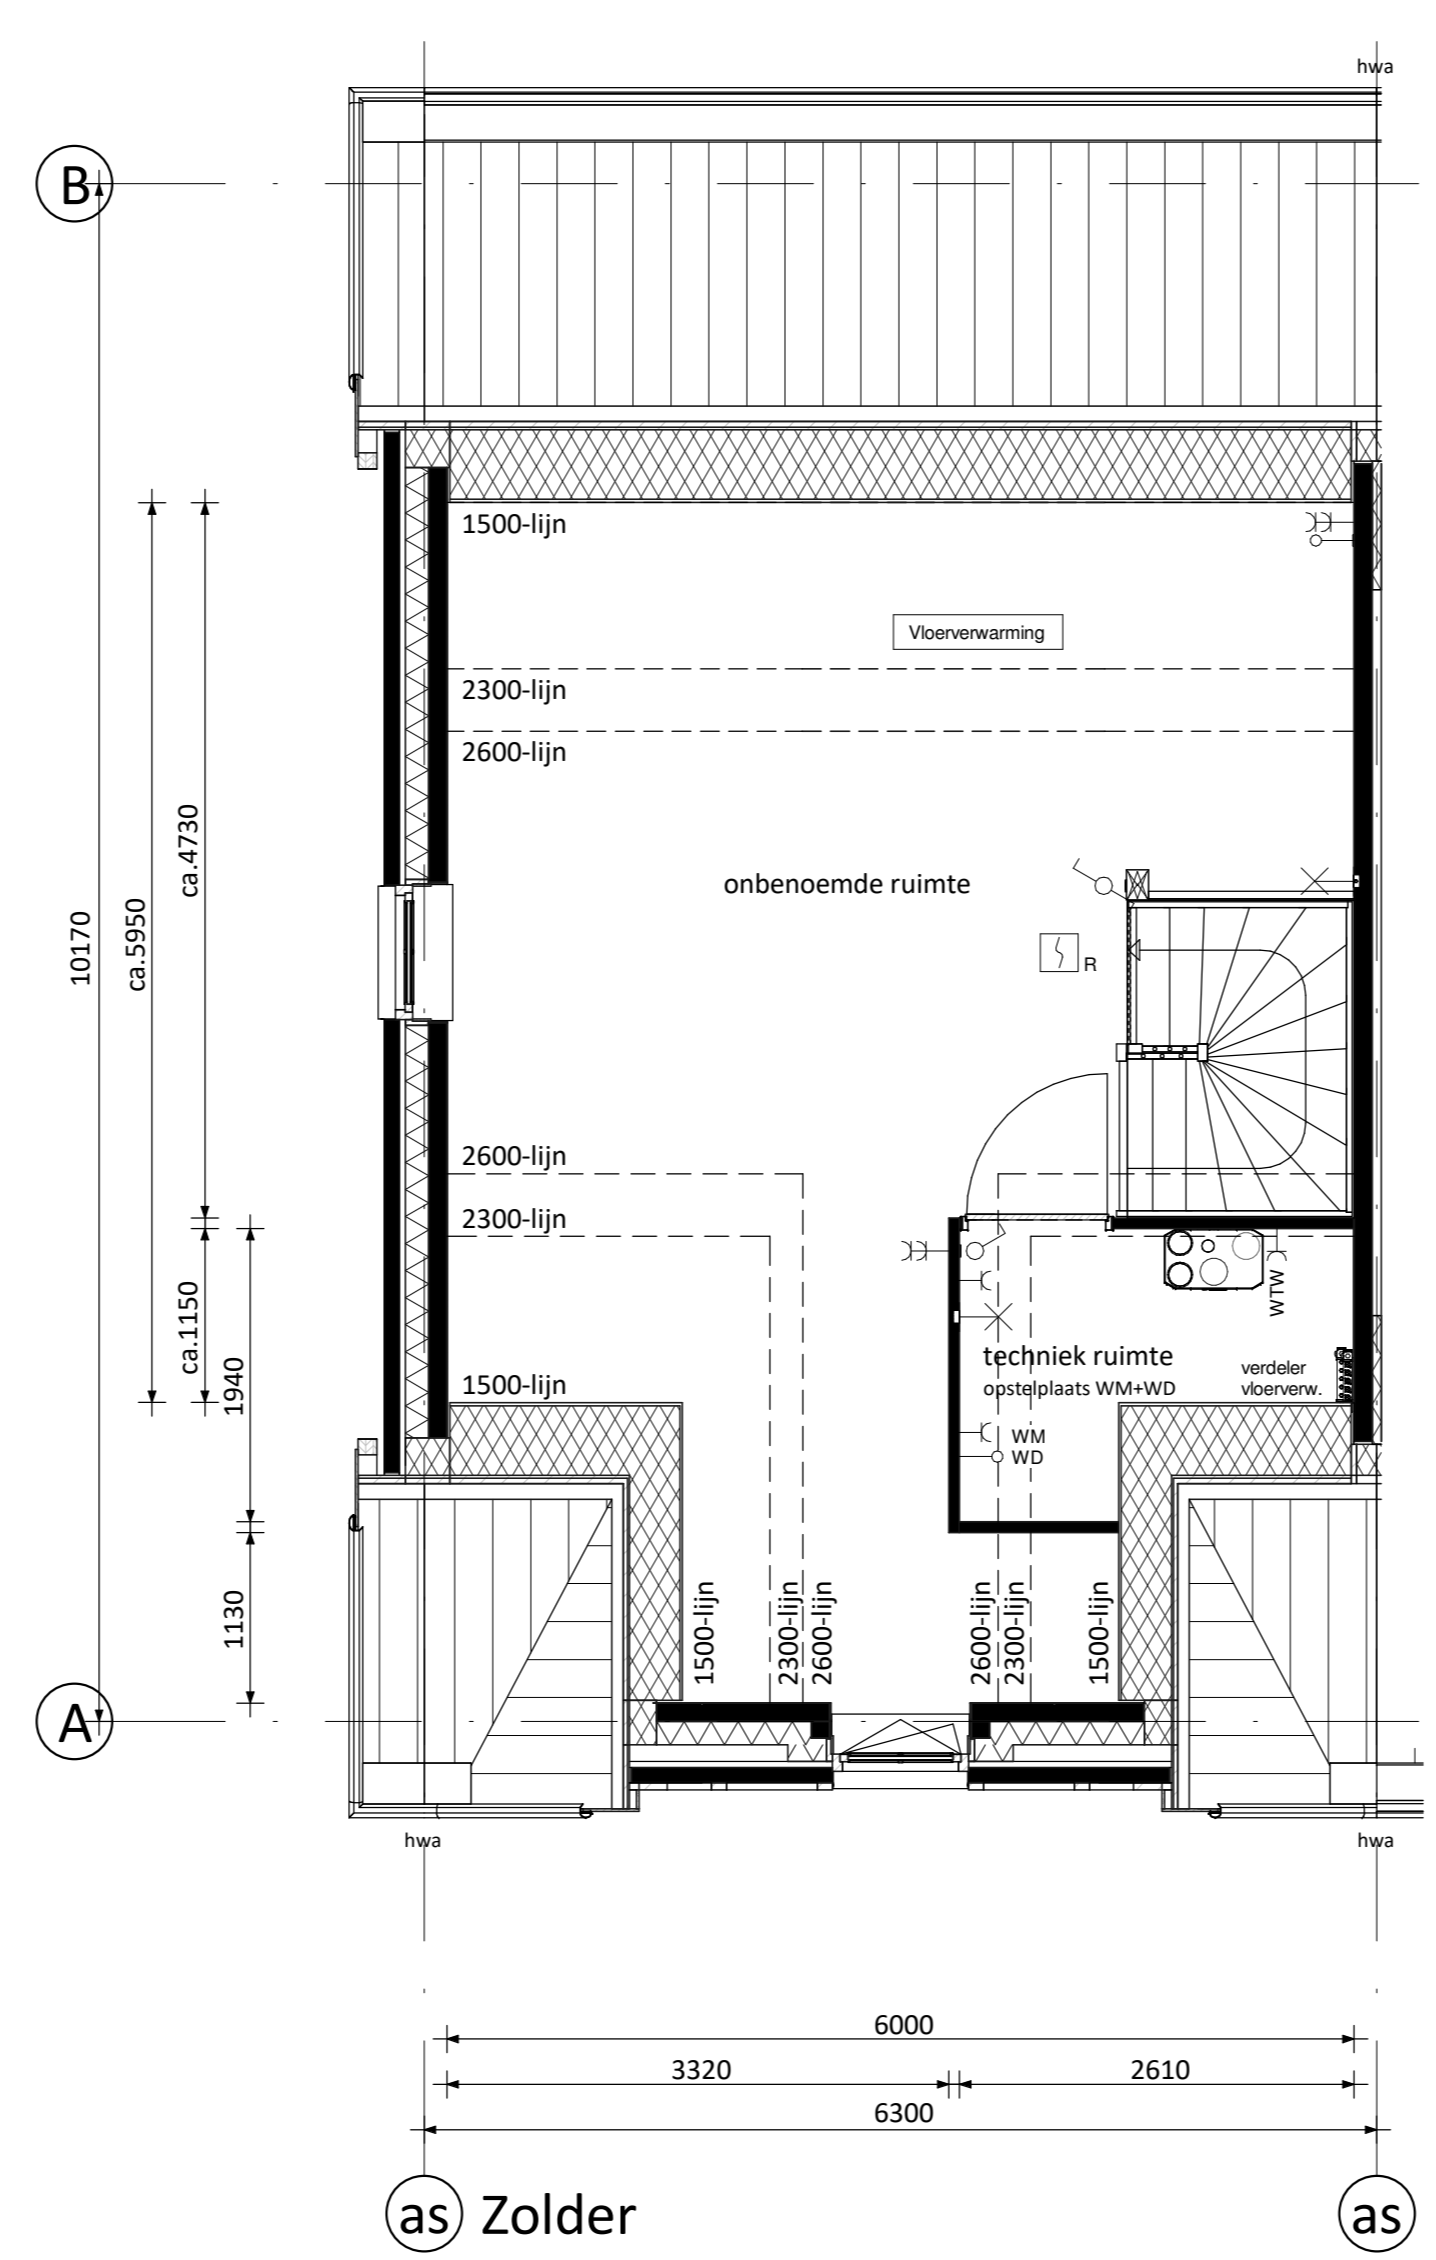 hwa
B
1500-lijn
Vloerverwarming
2300-lijn
2600-lijn
ca.4730
ca.5950
10170
onbenoemde ruimte
R
2600-lijn
2300-lijn
WTW
ca.1150
1940
techniek ruimte
opstelplaats WM+WD
verdeler
vloerverw.
1500-lijn
WM
WD
1130
1500-lijn
2300-lijn
2600-lijn
2600-lijn
2300-lijn
1500-lijn
A
hwa
hwa
6000
3320
2610
6300
as
Zolder
as